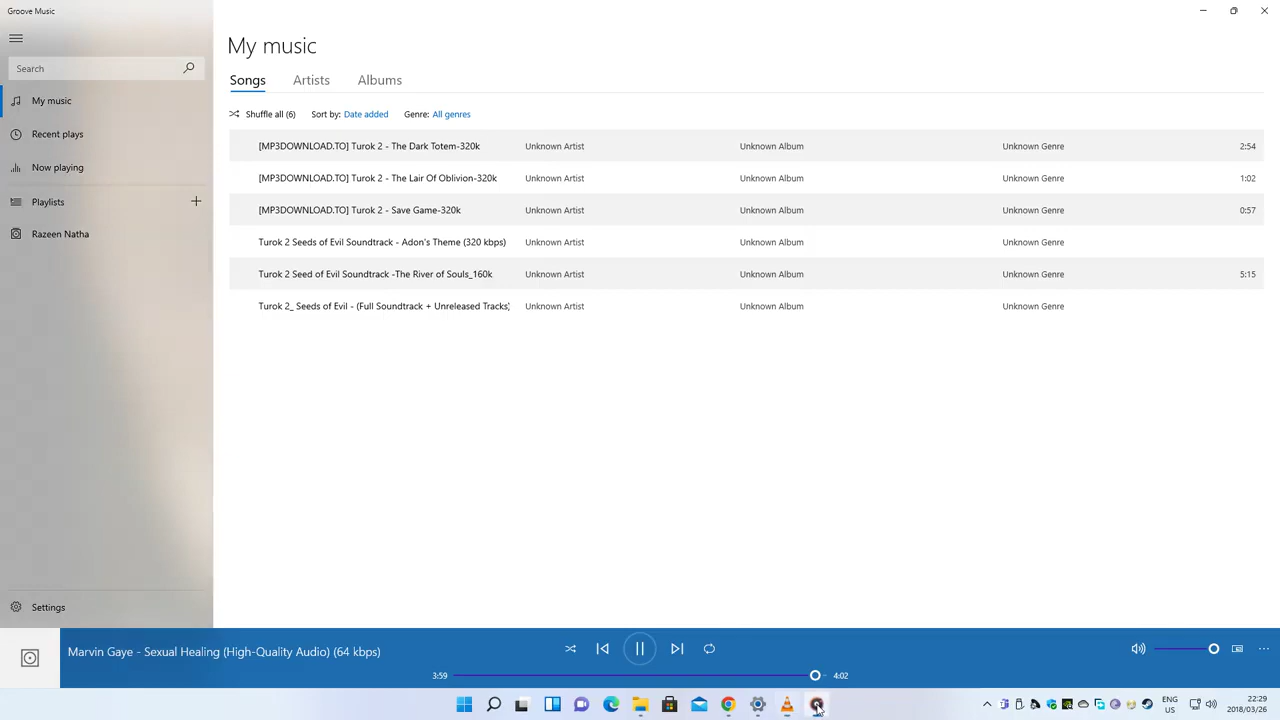 Groove Music
Search
My music
Recent plays
Now playing
Playlists
Razeen Natha
Settings
My music
Songs Artists Albums
Shuffle all (6) Sort by: Date added Genre: All genres
[MP3DOWNLOAD.TO] Turok 2 - The Dark Totem-320k Unknown Artist Unknown Album Unknown Genre 2:54
[MP3DOWNLOAD.TO] Turok 2 - The Lair Of Oblivion-320k Unknown Artist Unknown Album Unknown Genre 1:02
[MP3DOWNLOAD.TO] Turok 2 - Save Game-320k Unknown Artist Unknown Album Unknown Genre 0:57
Turok 2 Seeds of Evil Soundtrack - Adon's Theme (320 kbps) Unknown Artist Unknown Album Unknown Genre
Turok 2 Seed of Evil Soundtrack -The River of Souls_160k Unknown Artist Unknown Album Unknown Genre 5:15
Turok 2_ Seeds of Evil - (Full Soundtrack + Unreleased Tracks) Unknown Artist Unknown Album Unknown Genre
Marvin Gaye - Sexual Healing (High-Quality Audio) (64 kbps)
3:59 4:02
ENG 22:29
US 2018/03/26